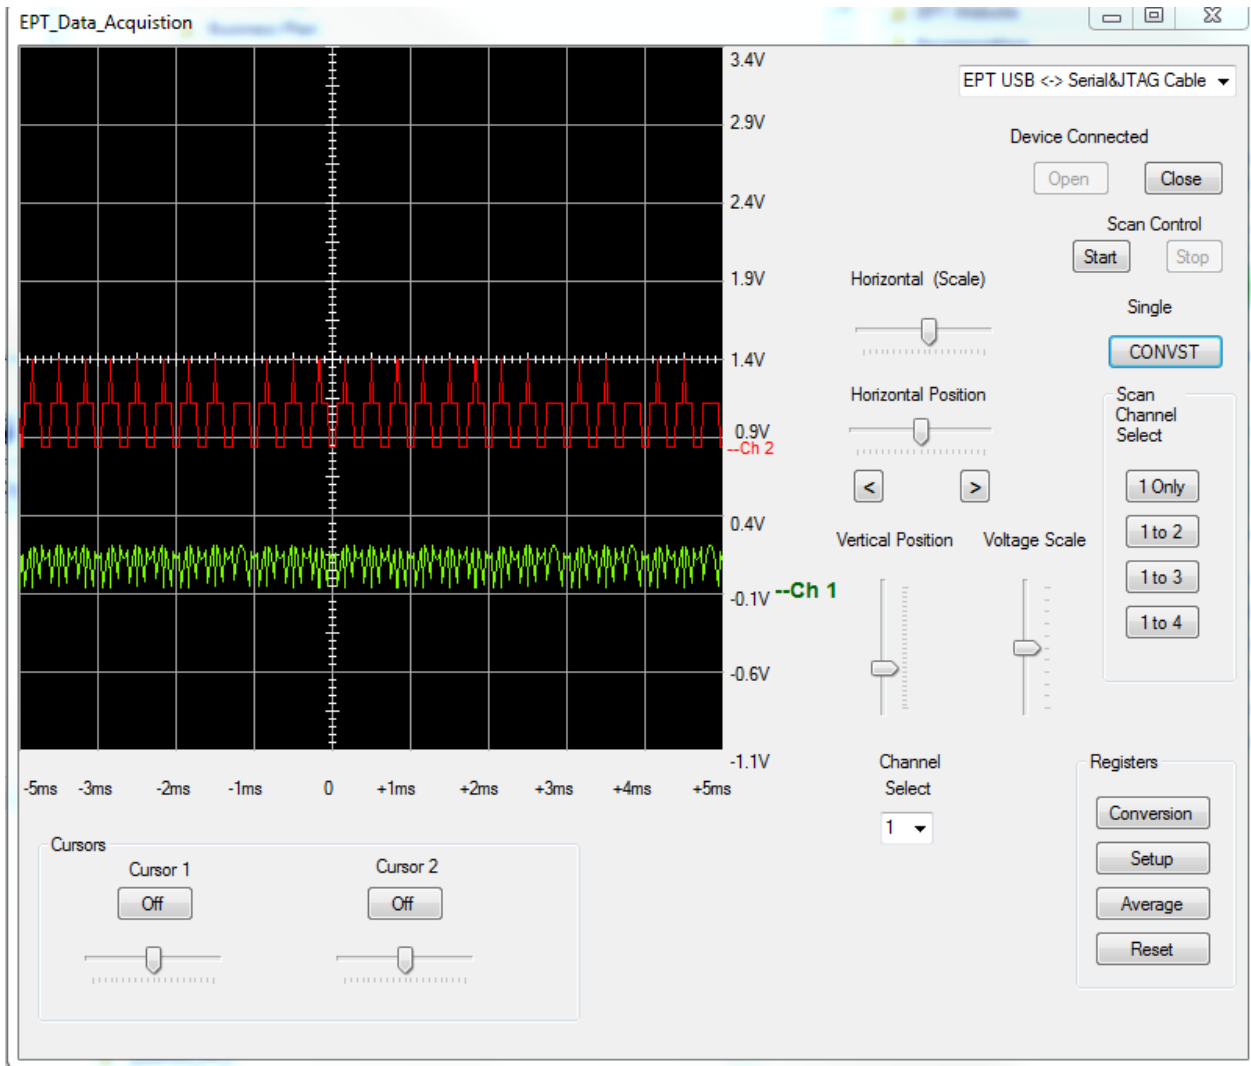 EPT_Data_Acquistion
3.4V
2.9V
2.4V
1.9V
1.4V
0.9V
--Ch 2
0.4V
-0.1V
--Ch 1
-0.6V
-1.1V
-5ms -3ms -2ms -1ms 0 +1ms +2ms +3ms +4ms +5ms
EPT USB <-> Serial&JTAG Cable
Device Connected
Open Close
Scan Control
Start Stop
Horizontal (Scale)
Single
CONVST
Horizontal Position
< >
Scan
Channel
Select
1 Only
1 to 2
1 to 3
1 to 4
Vertical Position Voltage Scale
Channel
Select
1
Registers
Conversion
Setup
Average
Reset
Cursors
Cursor 1 Cursor 2
Off Off